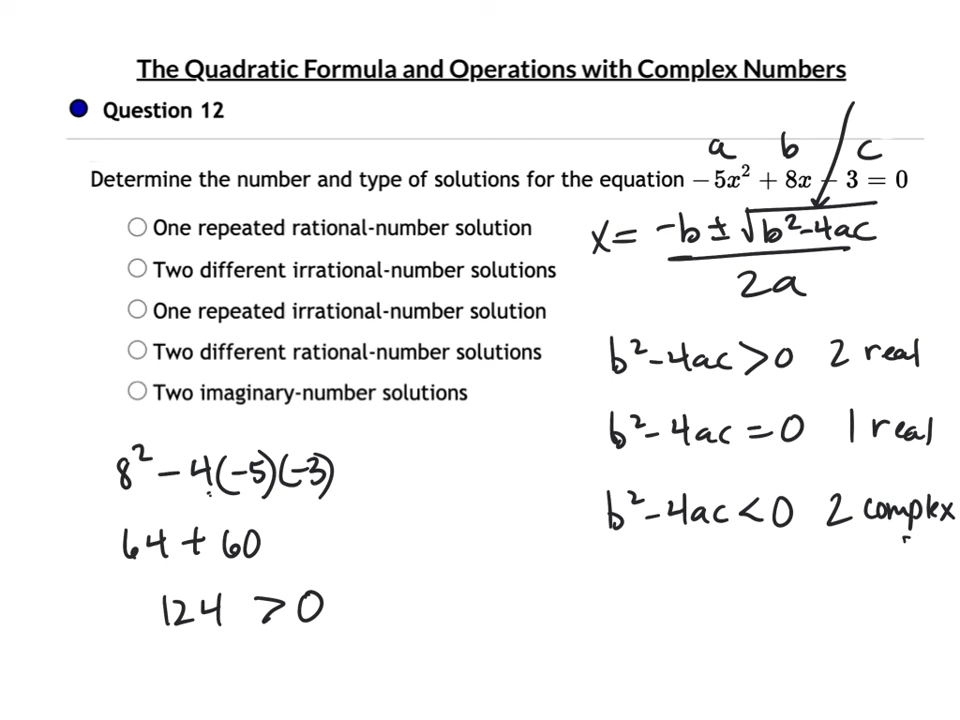 The Quadratic Formula and Operations with Complex Numbers
Question 12
a b c
Determine the number and type of solutions for the equation −5x² + 8x − 3 = 0
One repeated rational-number solution
Two different irrational-number solutions
One repeated irrational-number solution
Two different rational-number solutions
Two imaginary-number solutions
x = (-b ± √(b² - 4ac)) / 2a
b² - 4ac > 0 2 real
b² - 4ac = 0 1 real
b² - 4ac < 0 2 complex
8² - 4(-5)(-3)
64 + 60
124 > 0